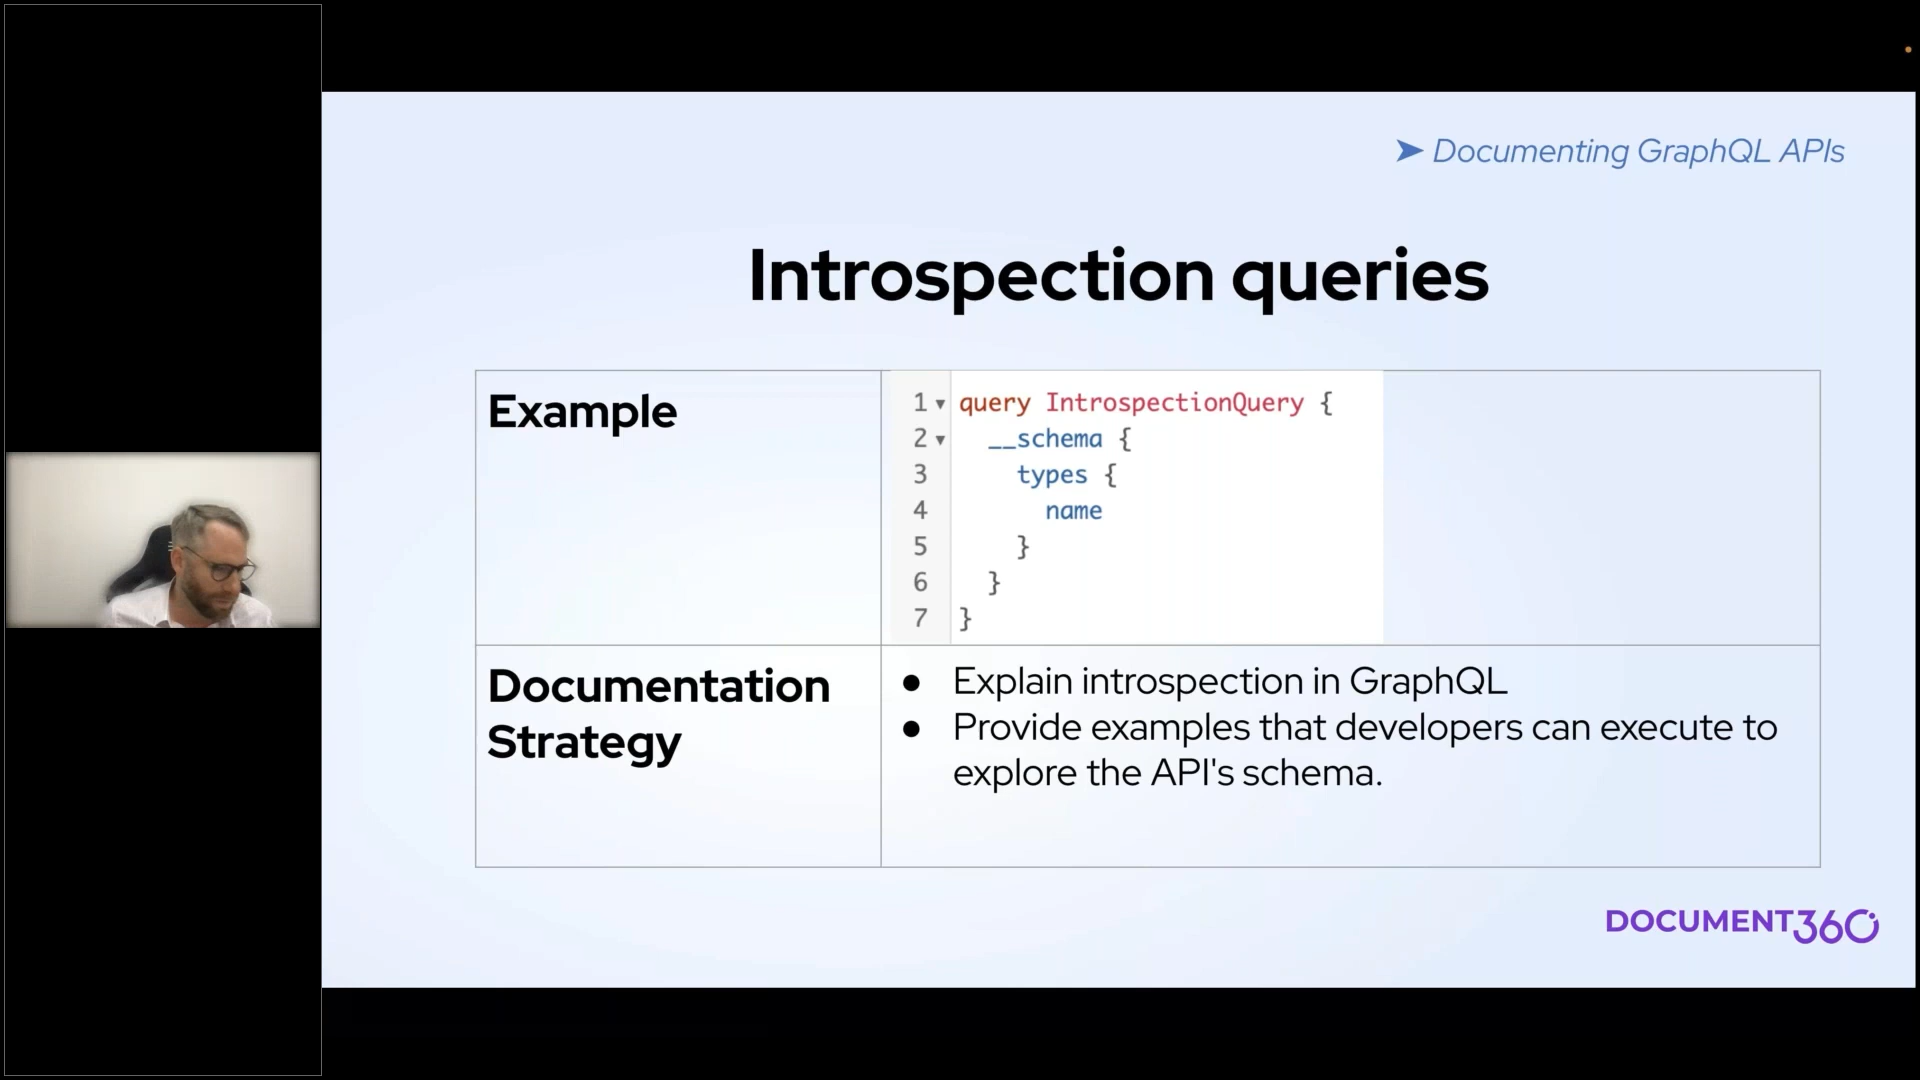 ➤ Documenting GraphQL APIs
Introspection queries
Example
1 ▾ query IntrospectionQuery {
2 ▾ __schema {
3 types {
4 name
5 }
6 }
7 }
Documentation
Strategy
● Explain introspection in GraphQL
● Provide examples that developers can execute to
explore the API's schema.
DOCUMENT360